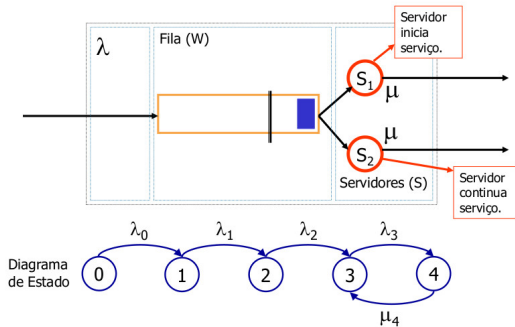 Servidor
inicia
serviço.
λ
Fila (W)
S1
μ
μ
S2
Servidores (S)
Servidor
continua
serviço.
λ0
λ1
λ2
λ3
Diagrama
de Estado
0
1
2
3
4
μ4